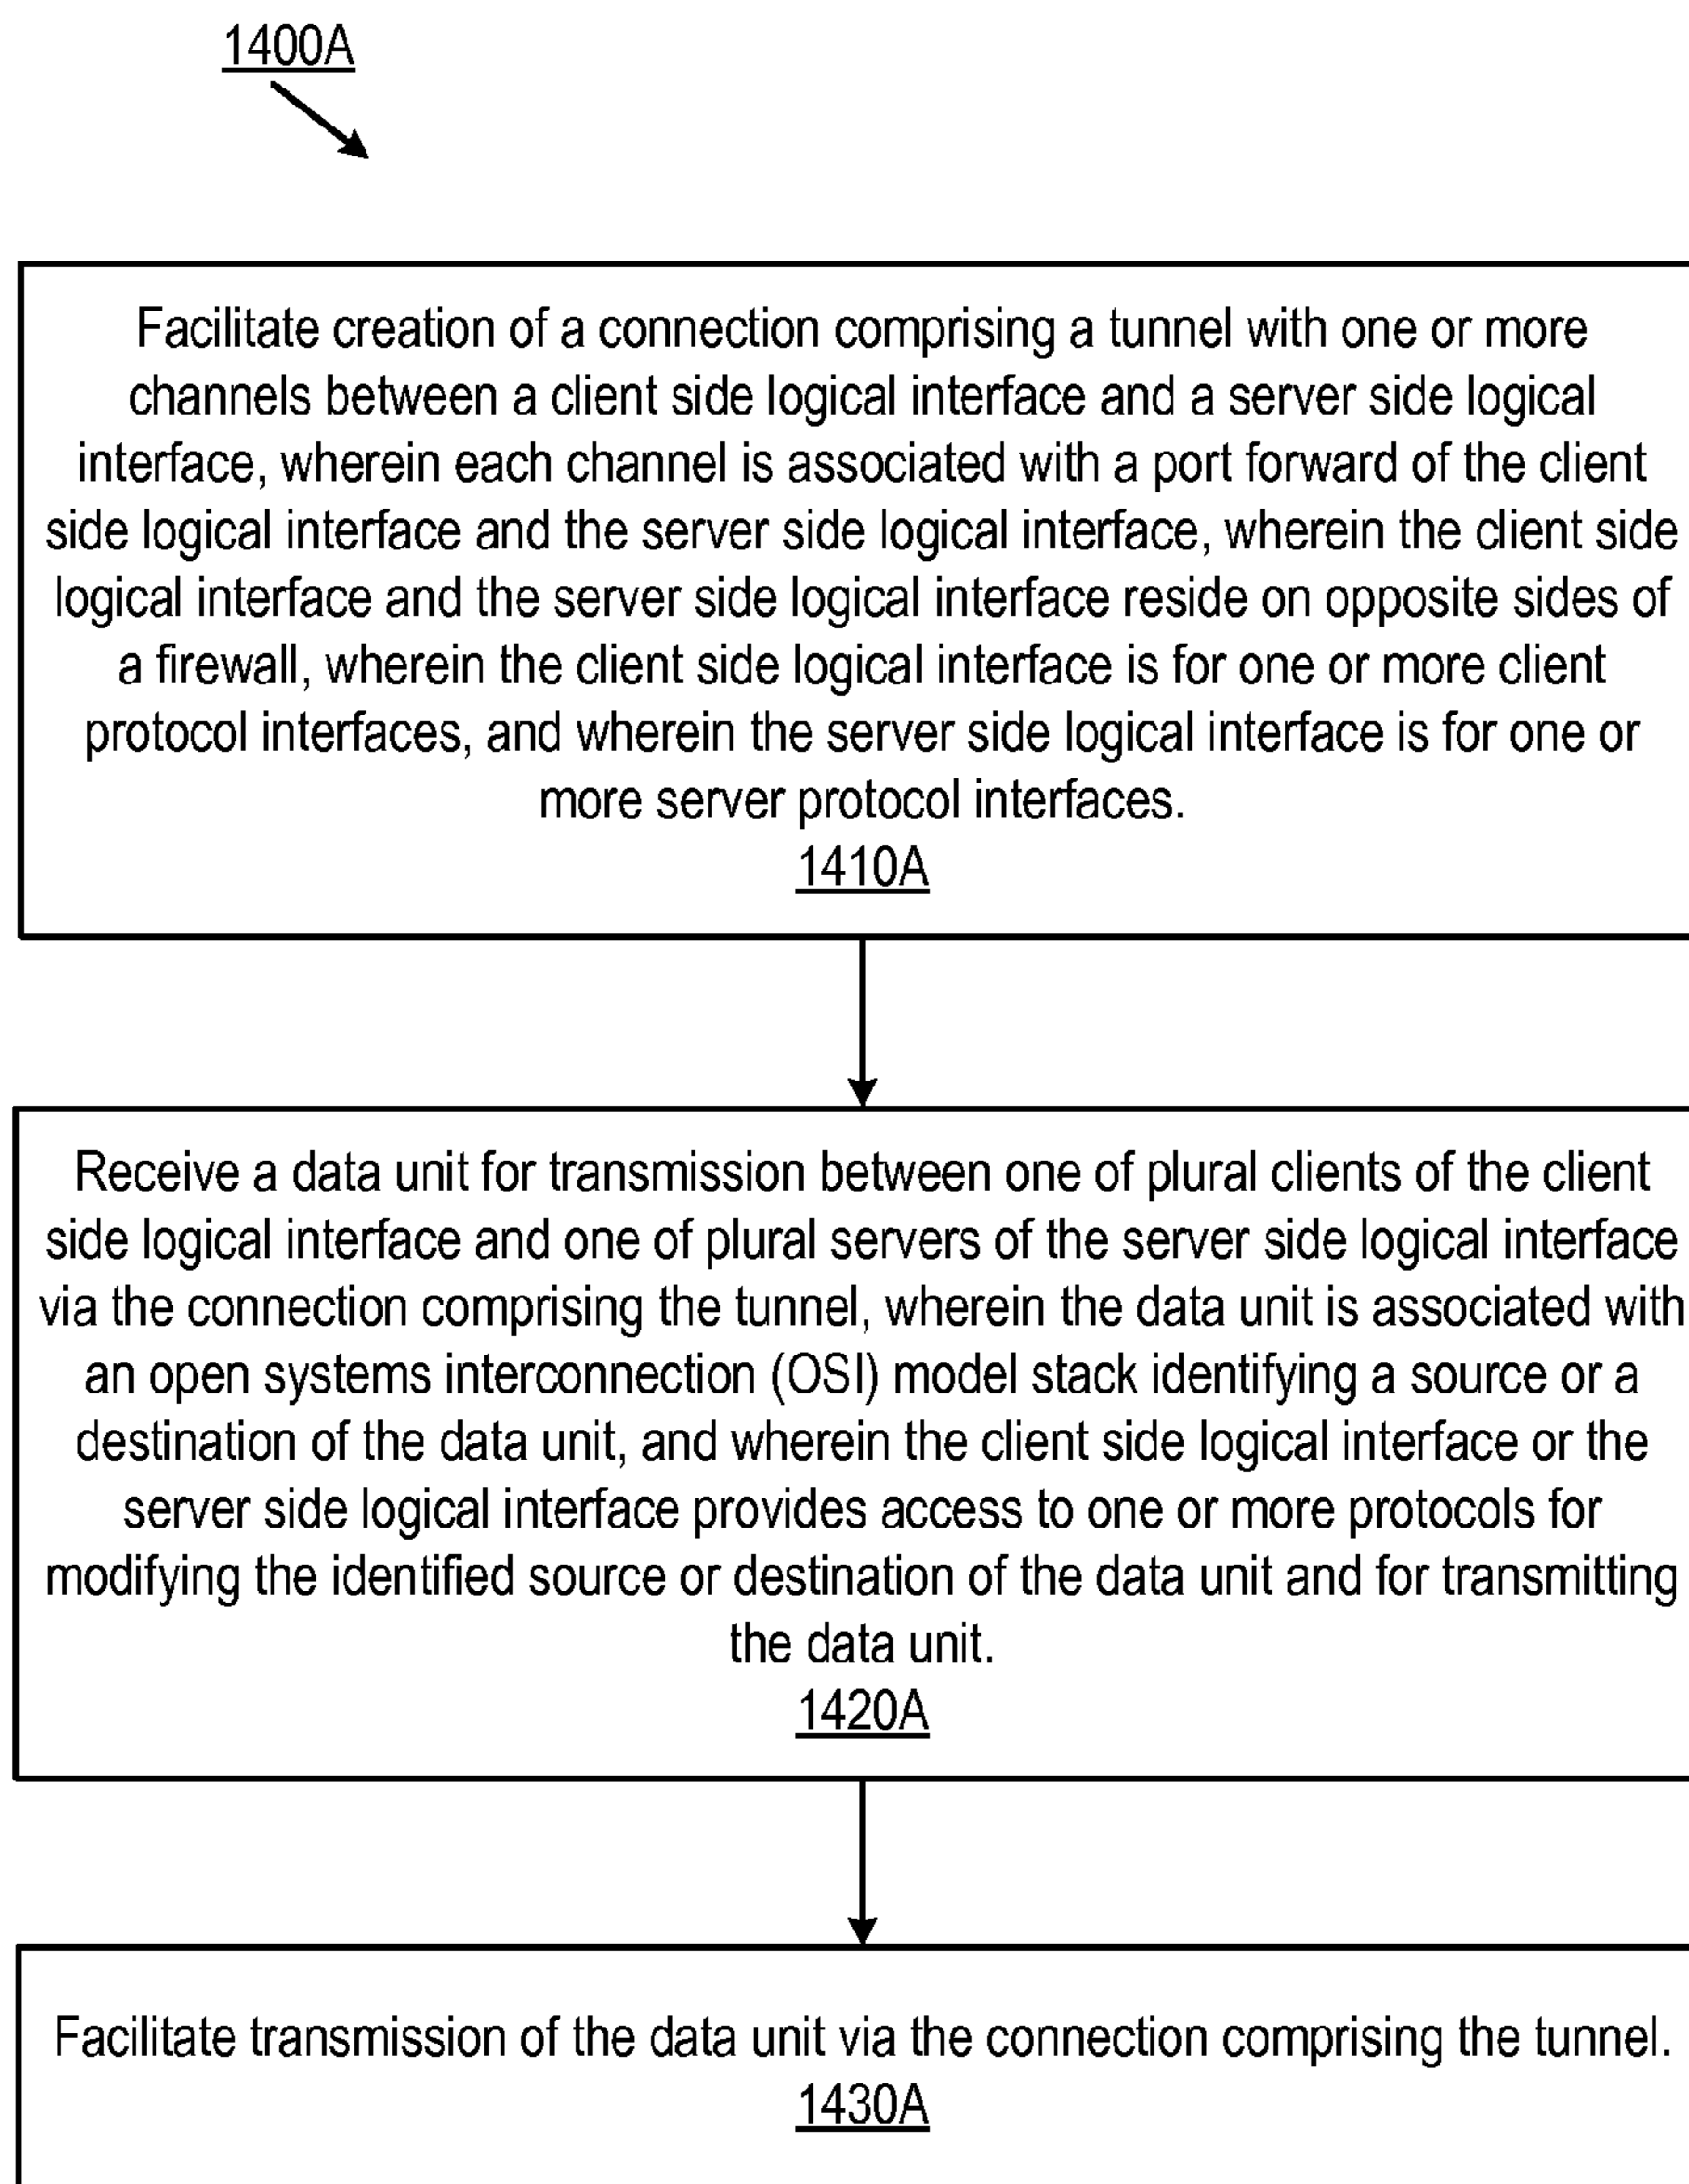 1400A
Facilitate creation of a connection comprising a tunnel with one or more
channels between a client side logical interface and a server side logical
interface, wherein each channel is associated with a port forward of the client
side logical interface and the server side logical interface, wherein the client side
logical interface and the server side logical interface reside on opposite sides of
a firewall, wherein the client side logical interface is for one or more client
protocol interfaces, and wherein the server side logical interface is for one or
more server protocol interfaces.
1410A
Receive a data unit for transmission between one of plural clients of the client
side logical interface and one of plural servers of the server side logical interface
via the connection comprising the tunnel, wherein the data unit is associated with
an open systems interconnection (OSI) model stack identifying a source or a
destination of the data unit, and wherein the client side logical interface or the
server side logical interface provides access to one or more protocols for
modifying the identified source or destination of the data unit and for transmitting
the data unit.
1420A
Facilitate transmission of the data unit via the connection comprising the tunnel.
1430A